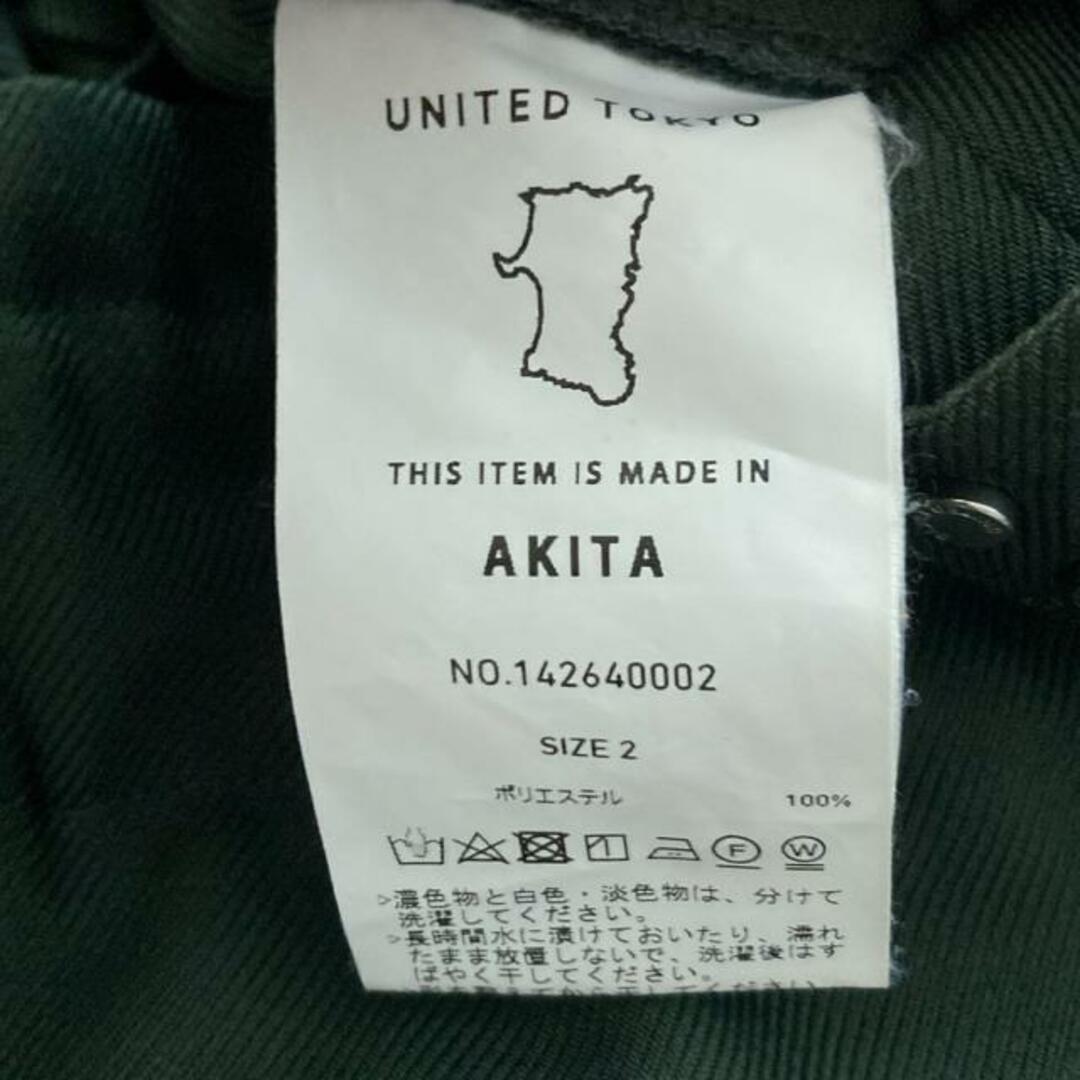 UNITED TOKYO
THIS ITEM IS MADE IN
AKITA
NO.142640002
SIZE 2
ポリエステル 100%
F W
>濃色物と白色・淡色物は、分けて
洗濯してください。
>長時間水に漬けておいたり、濡れ
たまま放置しないで、洗濯後はす
ばやく干してください。